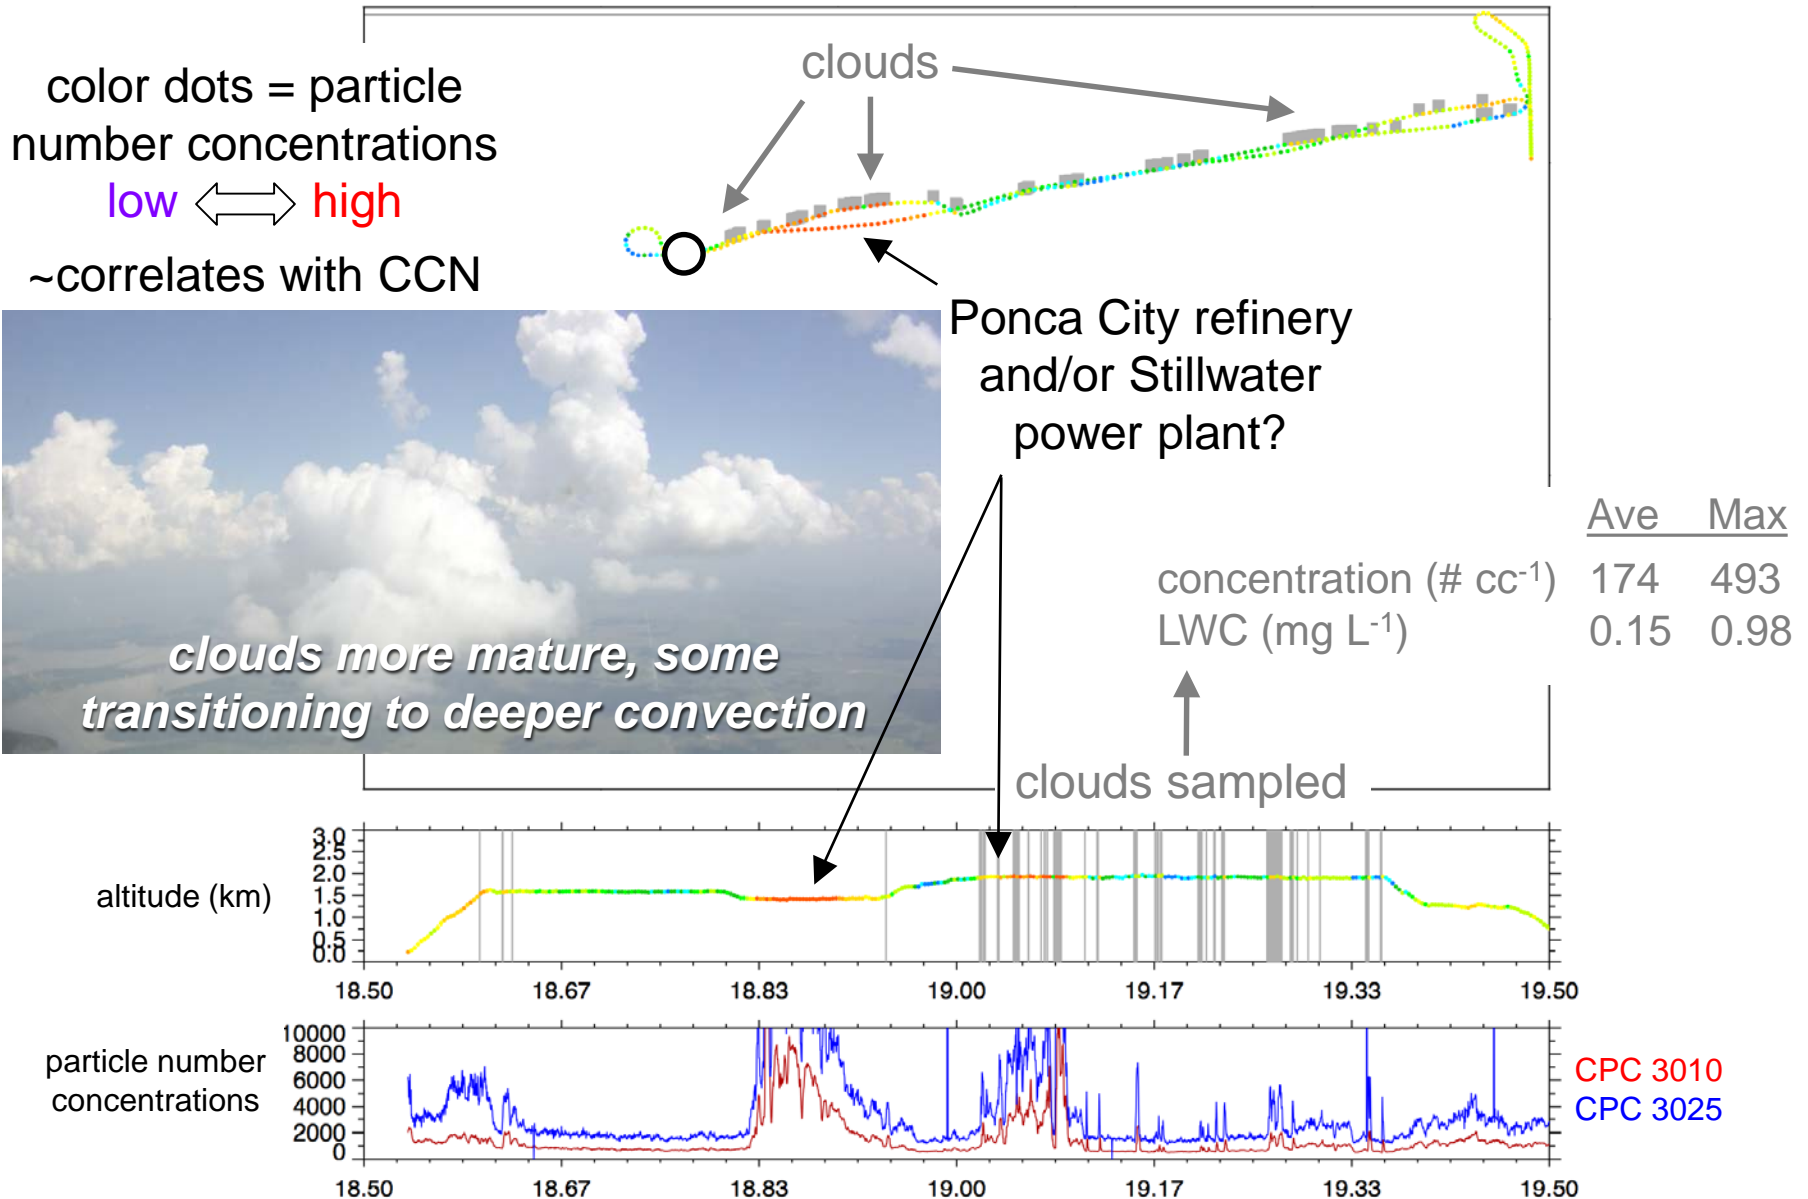 clouds
color dots = particle
number concentrations
low high
~correlates with CCN
Ponca City refinery
and/or Stillwater
power plant?
clouds more mature, some
transitioning to deeper convection
Ave Max
concentration (# cc-1) 174 493
LWC (mg L-1) 0.15 0.98
clouds sampled
altitude (km)
3.0
2.5
2.0
1.5
1.0
0.5
0.0
18.50 18.67 18.83 19.00 19.17 19.33 19.50
particle number
concentrations
10000
8000
6000
4000
2000
0
CPC 3010
CPC 3025
18.50 18.67 18.83 19.00 19.17 19.33 19.50